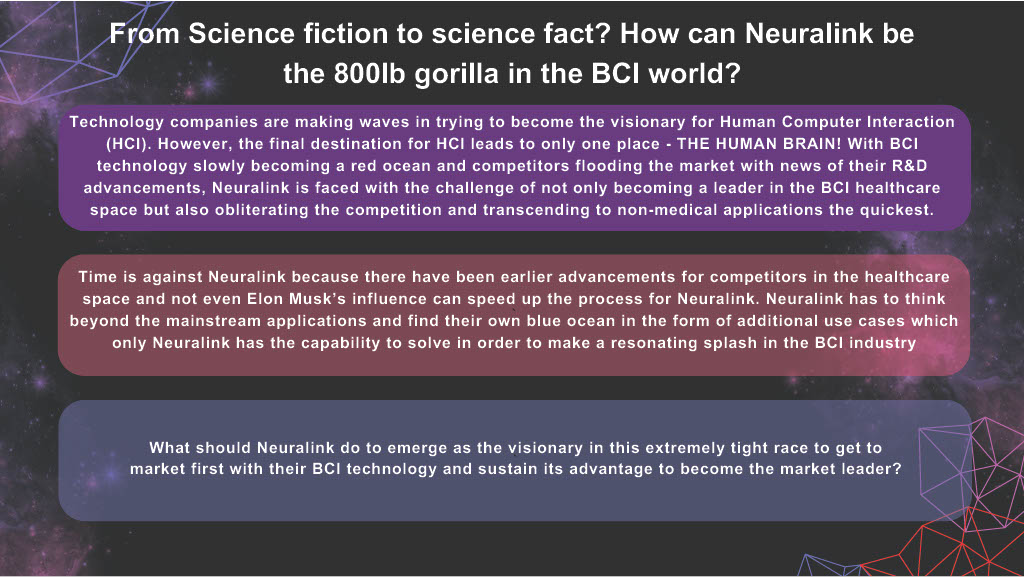 From Science fiction to science fact? How can Neuralink be
the 800lb gorilla in the BCI world?
Technology companies are making waves in trying to become the visionary for Human Computer Interaction
(HCI). However, the final destination for HCI leads to only one place - THE HUMAN BRAIN! With BCI
technology slowly becoming a red ocean and competitors flooding the market with news of their R&D
advancements, Neuralink is faced with the challenge of not only becoming a leader in the BCI healthcare
space but also obliterating the competition and transcending to non-medical applications the quickest.
Time is against Neuralink because there have been earlier advancements for competitors in the healthcare
space and not even Elon Musk’s influence can speed up the process for Neuralink. Neuralink has to think
beyond the mainstream applications and find their own blue ocean in the form of additional use cases which
only Neuralink has the capability to solve in order to make a resonating splash in the BCI industry
What should Neuralink do to emerge as the visionary in this extremely tight race to get to
market first with their BCI technology and sustain its advantage to become the market leader?